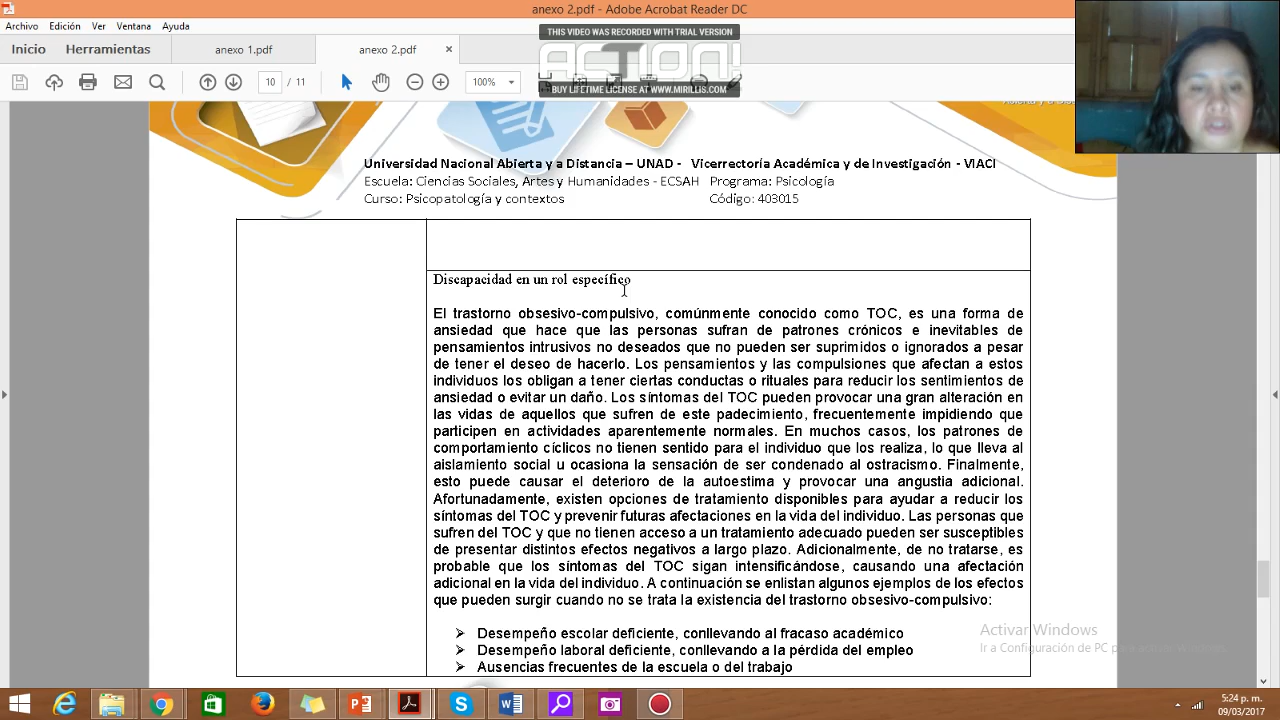 anexo 2.pdf - Adobe Acrobat Reader DC
Archivo Edición Ver Ventana Ayuda
THIS VIDEO WAS RECORDED WITH TRIAL VERSION
ACTION!
BUY LIFETIME LICENSE AT WWW.MIRILLIS.COM
Inicio Herramientas anexo 1.pdf anexo 2.pdf ×
10 / 11 100%
Universidad Nacional Abierta y a Distancia – UNAD - Vicerrectoría Académica y de Investigación - VIACI
Escuela: Ciencias Sociales, Artes y Humanidades - ECSAH Programa: Psicología
Curso: Psicopatología y contextos Código: 403015
Discapacidad en un rol específico
El trastorno obsesivo-compulsivo, comúnmente conocido como TOC, es una forma de
ansiedad que hace que las personas sufran de patrones crónicos e inevitables de
pensamientos intrusivos no deseados que no pueden ser suprimidos o ignorados a pesar
de tener el deseo de hacerlo. Los pensamientos y las compulsiones que afectan a estos
individuos los obligan a tener ciertas conductas o rituales para reducir los sentimientos de
ansiedad o evitar un daño. Los síntomas del TOC pueden provocar una gran alteración en
las vidas de aquellos que sufren de este padecimiento, frecuentemente impidiendo que
participen en actividades aparentemente normales. En muchos casos, los patrones de
comportamiento cíclicos no tienen sentido para el individuo que los realiza, lo que lleva al
aislamiento social u ocasiona la sensación de ser condenado al ostracismo. Finalmente,
esto puede causar el deterioro de la autoestima y provocar una angustia adicional.
Afortunadamente, existen opciones de tratamiento disponibles para ayudar a reducir los
síntomas del TOC y prevenir futuras afectaciones en la vida del individuo. Las personas que
sufren del TOC y que no tienen acceso a un tratamiento adecuado pueden ser susceptibles
de presentar distintos efectos negativos a largo plazo. Adicionalmente, de no tratarse, es
probable que los síntomas del TOC sigan intensificándose, causando una afectación
adicional en la vida del individuo. A continuación se enlistan algunos ejemplos de los efectos
que pueden surgir cuando no se trata la existencia del trastorno obsesivo-compulsivo:
➢ Desempeño escolar deficiente, conllevando al fracaso académico
➢ Desempeño laboral deficiente, conllevando a la pérdida del empleo
➢ Ausencias frecuentes de la escuela o del trabajo
Activar Windows
Ir a Configuración de PC para activar Windows.
5:24 p. m.
09/03/2017